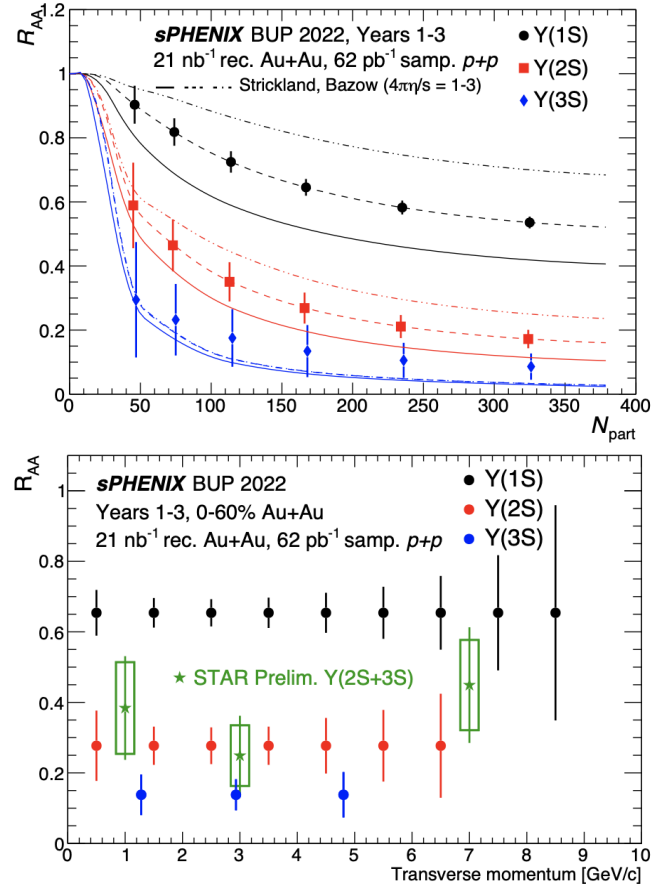 R_AA
sPHENIX BUP 2022, Years 1-3
21 nb⁻¹ rec. Au+Au, 62 pb⁻¹ samp. p+p
Strickland, Bazow (4πη/s = 1-3)
Y(1S)
Y(2S)
Y(3S)
1.2
1
0.8
0.6
0.4
0.2
0
0 50 100 150 200 250 300 350 400
N_part
R_AA
sPHENIX BUP 2022
Years 1-3, 0-60% Au+Au
21 nb⁻¹ rec. Au+Au, 62 pb⁻¹ samp. p+p
Y(1S)
Y(2S)
Y(3S)
STAR Prelim. Y(2S+3S)
1
0.8
0.6
0.4
0.2
0
0 1 2 3 4 5 6 7 8 9 10
Transverse momentum [GeV/c]